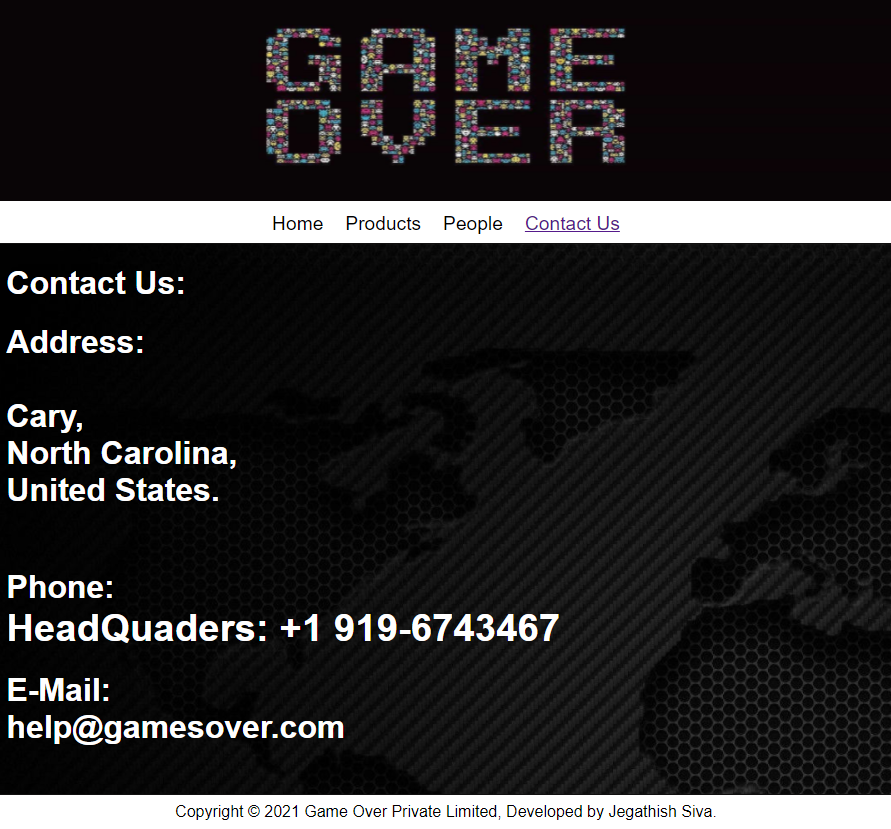 GAME
OVER
Home Products People Contact Us
Contact Us:
Address:
Cary,
North Carolina,
United States.
Phone:
HeadQuaders: +1 919-6743467
E-Mail:
help@gamesover.com
Copyright © 2021 Game Over Private Limited, Developed by Jegathish Siva.